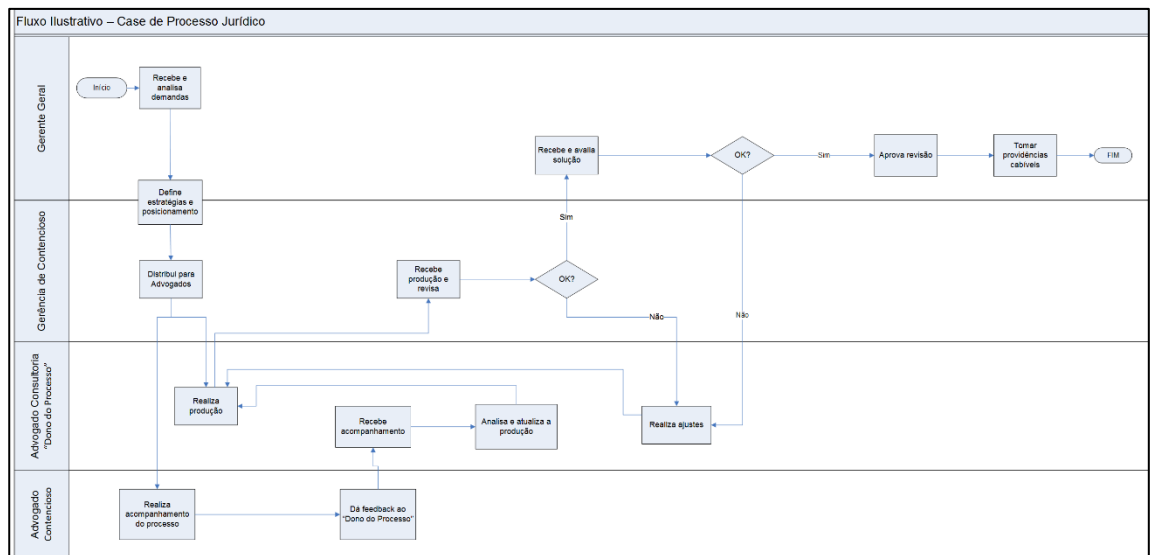 Fluxo Ilustrativo – Case de Processo Jurídico
Gerente Geral
Início
Recebe e
analisa
demandas
Define
estratégias e
posicionamento
Recebe e avalia
solução
OK?
Sim
Aprova revisão
Tomar
providências
cabíveis
FIM
Gerência de Contencioso
Distribui para
Advogados
Recebe
produção e
revisa
OK?
Sim
Não
Não
Advogado Consultoria
"Dono do Processo"
Realiza
produção
Recebe
acompanhamento
Analisa e atualiza a
produção
Realiza ajustes
Advogado
Contencioso
Realiza
acompanhamento
do processo
Dá feedback ao
"Dono do Processo"